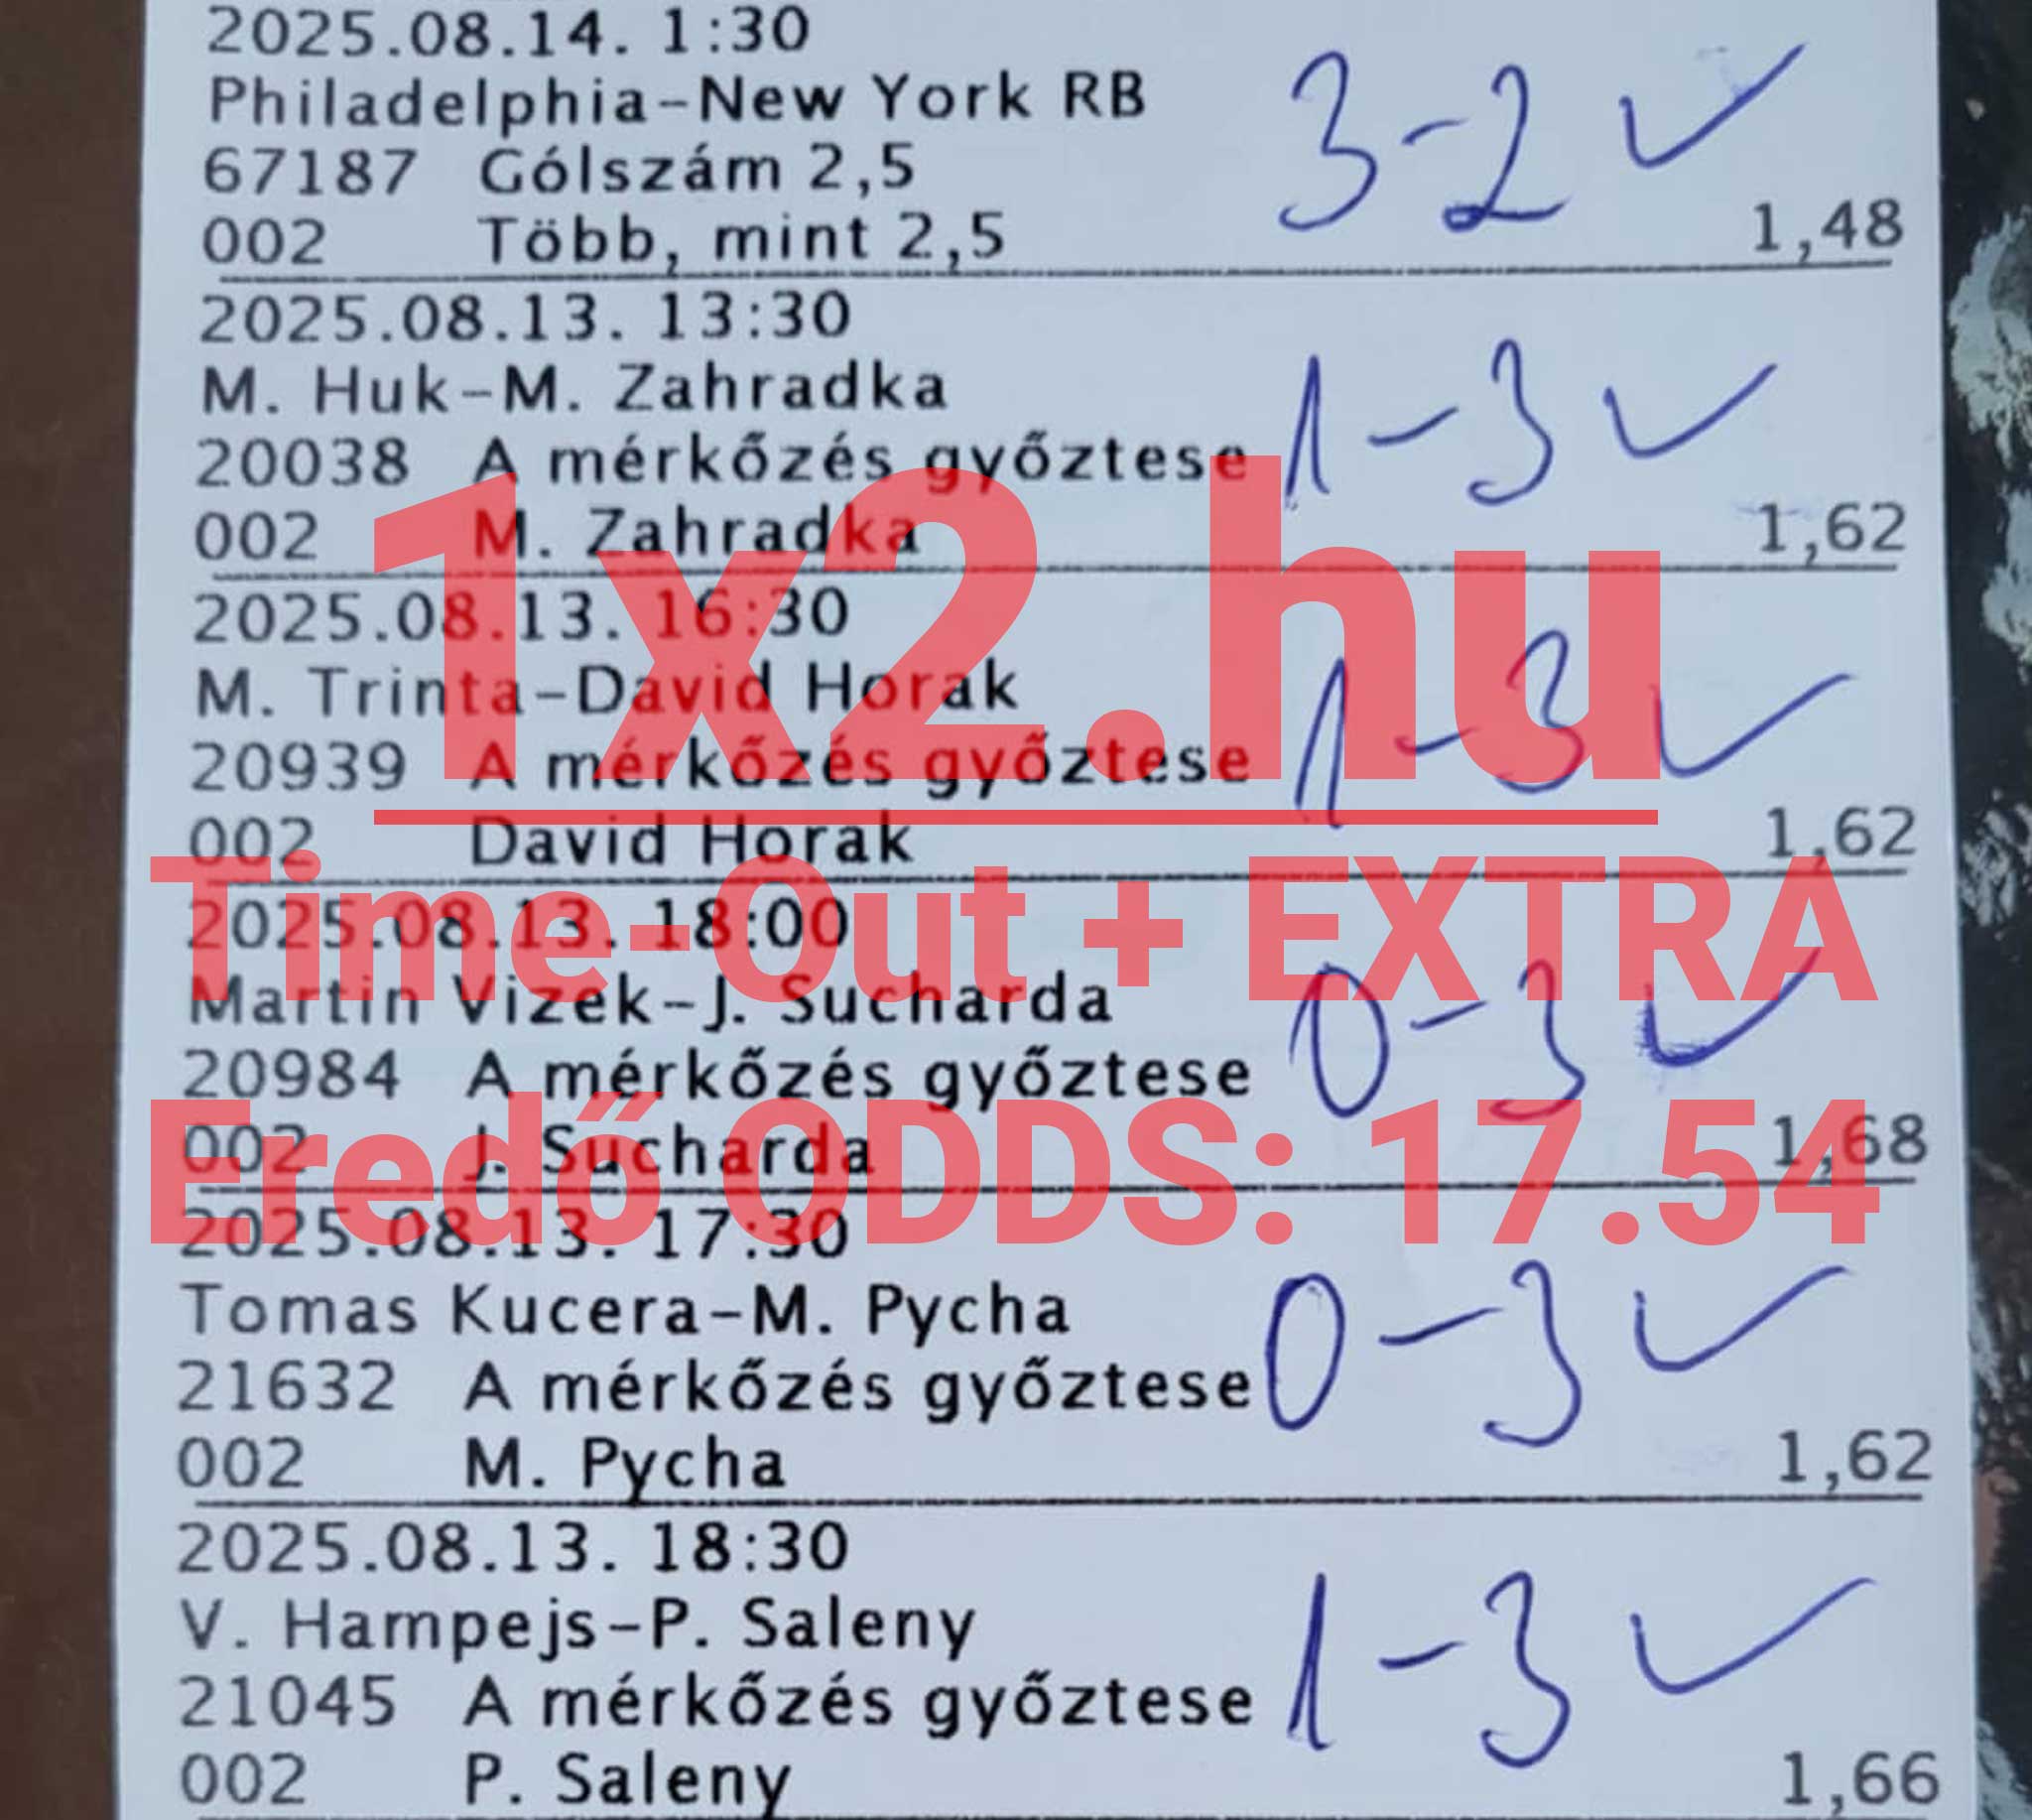 2025.08.14. 1:30
Philadelphia-New York RB
3-2 ✓
67187 Gólszám 2,5
002 Több, mint 2,5 1,48
2025.08.13. 13:30
M. Huk-M. Zahradka
1-3 ✓
20038 A mérkőzés győztese
002 M. Zahradka 1,62
1x2.hu
2025.08.13. 16:30
M. Trinta-David Horak
1-3 ✓
20939 A mérkőzés győztese
002 David Horak 1,62
Time-Out + EXTRA
2025.08.13. 18:00
Martin Vizek-J. Sucharda
0-3 ✓
20984 A mérkőzés győztese
002 J. Sucharda 1,68
Eredő ODDS: 17.54
2025.08.13. 17:30
Tomas Kucera-M. Pycha
0-3 ✓
21632 A mérkőzés győztese
002 M. Pycha 1,62
2025.08.13. 18:30
V. Hampejs-P. Saleny
1-3 ✓
21045 A mérkőzés győztese
002 P. Saleny 1,66